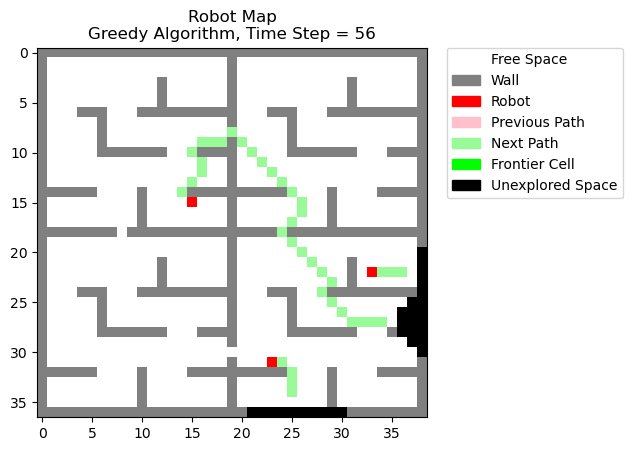 Robot Map
Greedy Algorithm, Time Step = 56
Free Space
Wall
Robot
Previous Path
Next Path
Frontier Cell
Unexplored Space
0
5
10
15
20
25
30
35
0 5 10 15 20 25 30 35